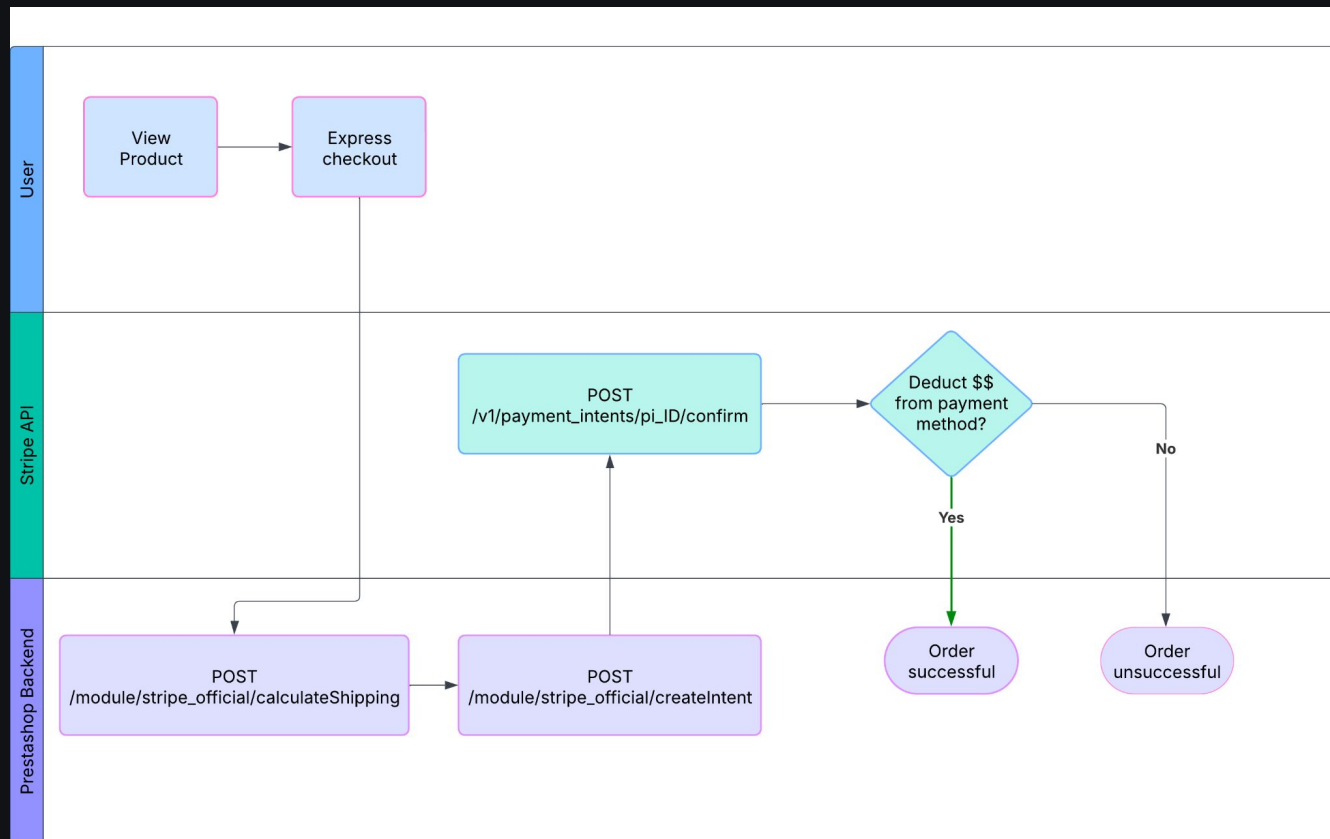 User
View
Product
Express
checkout
Stripe API
POST
/v1/payment_intents/pi_ID/confirm
Deduct $$
from payment
method?
No
Yes
Prestashop Backend
POST
/module/stripe_official/calculateShipping
POST
/module/stripe_official/createIntent
Order
successful
Order
unsuccessful